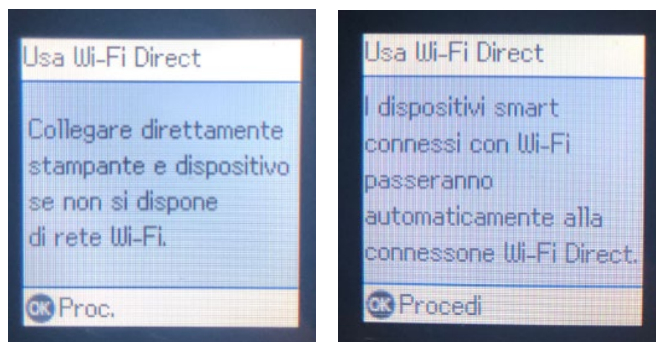 Usa Wi-Fi Direct
Collegare direttamente
stampante e dispositivo
se non si dispone
di rete Wi-Fi.
OK Proc.
Usa Wi-Fi Direct
I dispositivi smart
connessi con Wi-Fi
passeranno
automaticamente alla
connessone Wi-Fi Direct.
OK Procedi